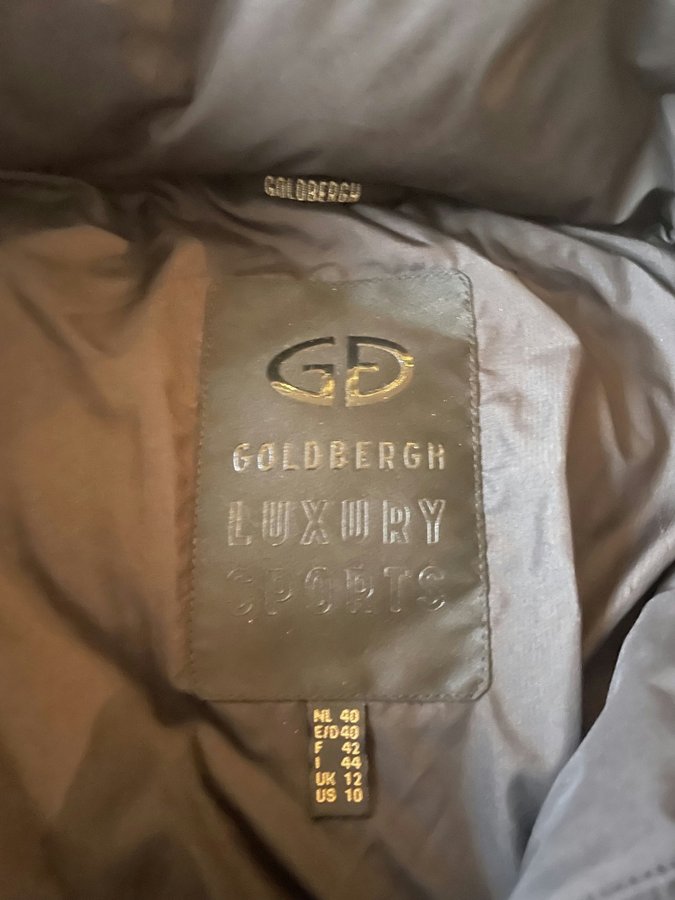 GOLDBERGH
GG
GOLDBERGH
LUXURY
SPORTS
NL 40
E/D 40
F 42
I 44
UK 12
US 10